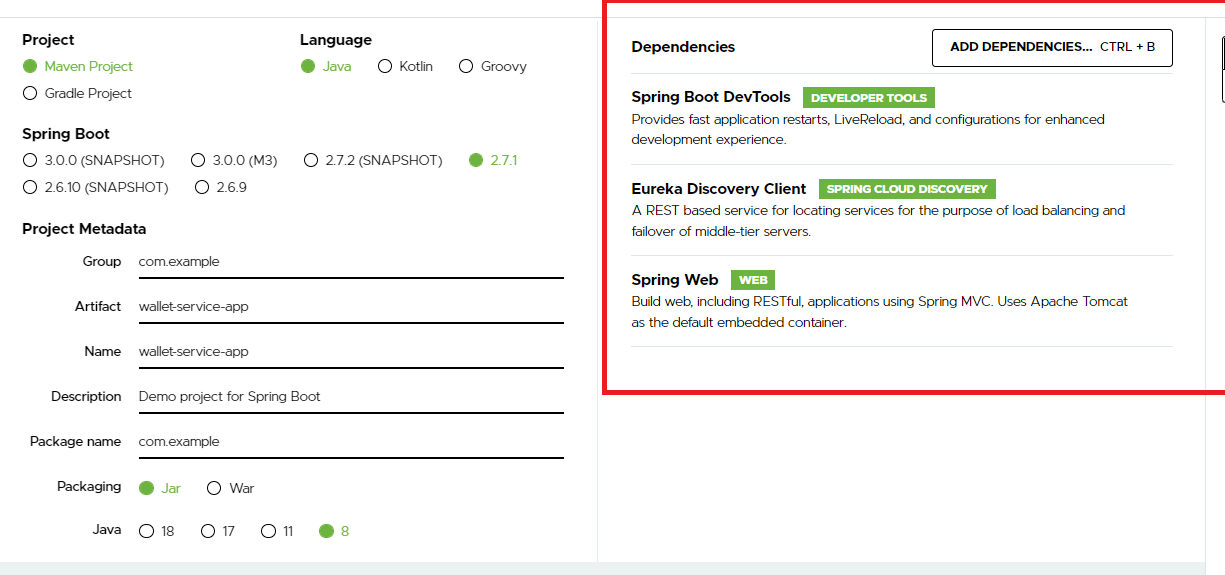 Project
Maven Project
Gradle Project
Language
Java Kotlin Groovy
Spring Boot
3.0.0 (SNAPSHOT) 3.0.0 (M3) 2.7.2 (SNAPSHOT) 2.7.1
2.6.10 (SNAPSHOT) 2.6.9
Project Metadata
Group com.example
Artifact wallet-service-app
Name wallet-service-app
Description Demo project for Spring Boot
Package name com.example
Packaging Jar War
Java 18 17 11 8
Dependencies ADD DEPENDENCIES... CTRL + B
Spring Boot DevTools DEVELOPER TOOLS
Provides fast application restarts, LiveReload, and configurations for enhanced
development experience.
Eureka Discovery Client SPRING CLOUD DISCOVERY
A REST based service for locating services for the purpose of load balancing and
failover of middle-tier servers.
Spring Web WEB
Build web, including RESTful, applications using Spring MVC. Uses Apache Tomcat
as the default embedded container.